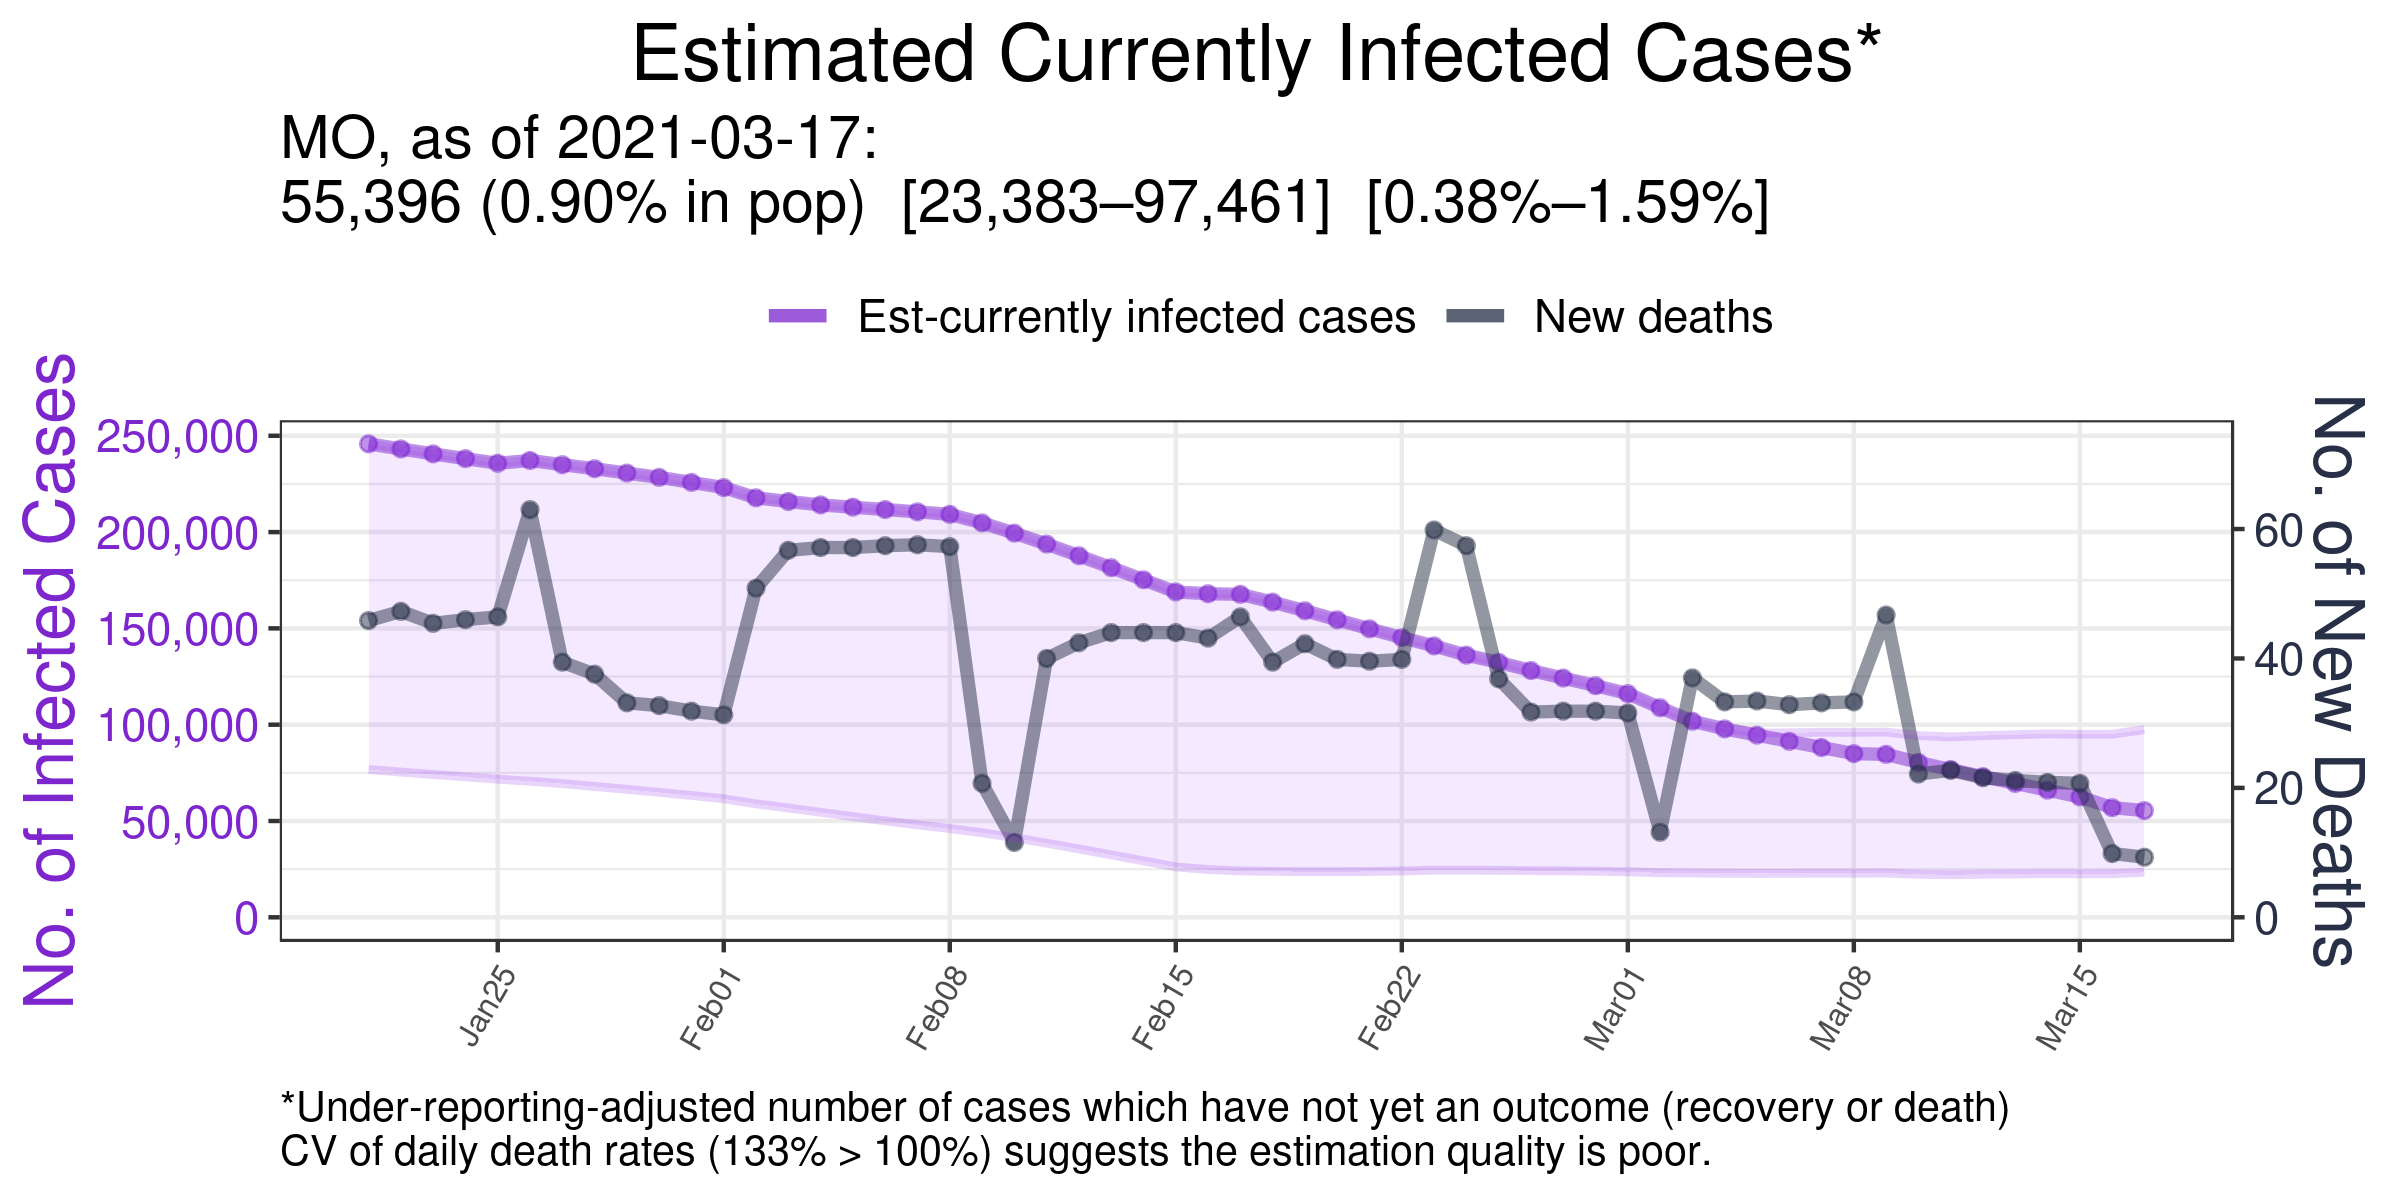 Estimated Currently Infected Cases*
MO, as of 2021-03-17:
55,396 (0.90% in pop)  [23,383–97,461]  [0.38%–1.59%]
Est-currently infected cases
New deaths
No. of Infected Cases
250,000
200,000
150,000
100,000
50,000
0
60
40
20
0
No. of New Deaths
Jan25
Feb01
Feb08
Feb15
Feb22
Mar01
Mar08
Mar15
*Under-reporting-adjusted number of cases which have not yet an outcome (recovery or death)
CV of daily death rates (133% > 100%) suggests the estimation quality is poor.